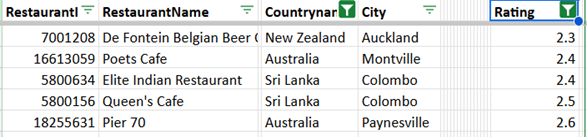 RestaurantI RestaurantName Countrynan City Rating
7001208 De Fontein Belgian Beer C New Zealand Auckland 2.3
16613059 Poets Cafe Australia Montville 2.4
5800634 Elite Indian Restaurant Sri Lanka Colombo 2.4
5800156 Queen's Cafe Sri Lanka Colombo 2.5
18255631 Pier 70 Australia Paynesville 2.6